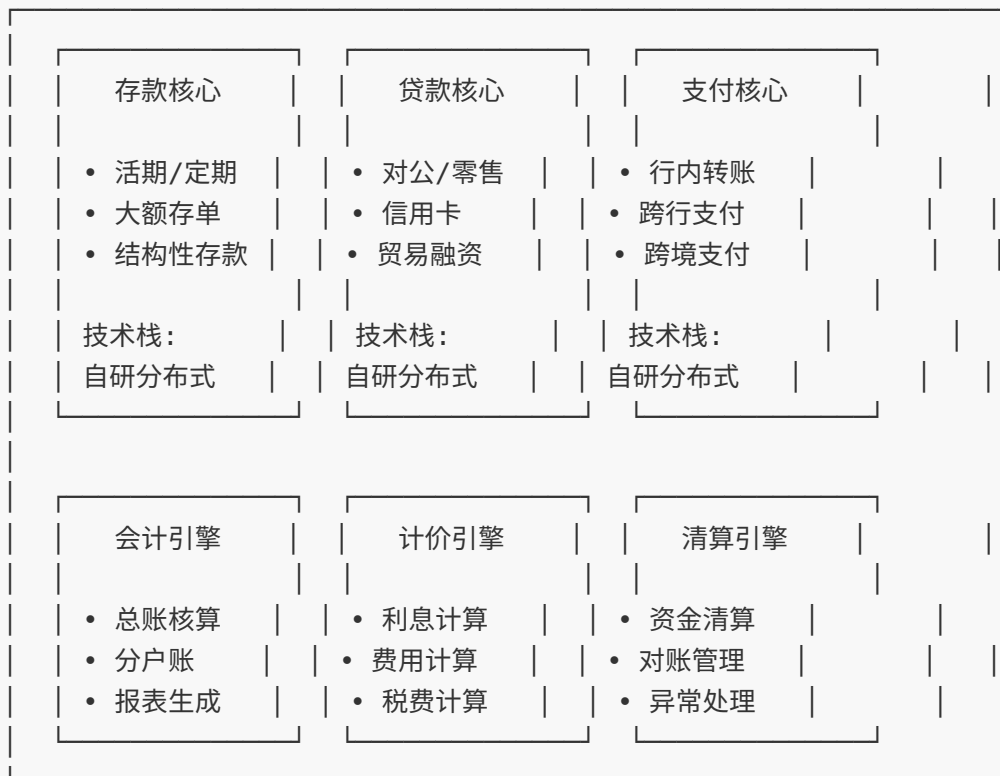 存款核心 贷款核心 支付核心
• 活期/定期 • 对公/零售 • 行内转账
• 大额存单 • 信用卡 • 跨行支付
• 结构性存款 • 贸易融资 • 跨境支付
技术栈: 技术栈: 技术栈:
自研分布式 自研分布式 自研分布式
会计引擎 计价引擎 清算引擎
• 总账核算 • 利息计算 • 资金清算
• 分户账 • 费用计算 • 对账管理
• 报表生成 • 税费计算 • 异常处理